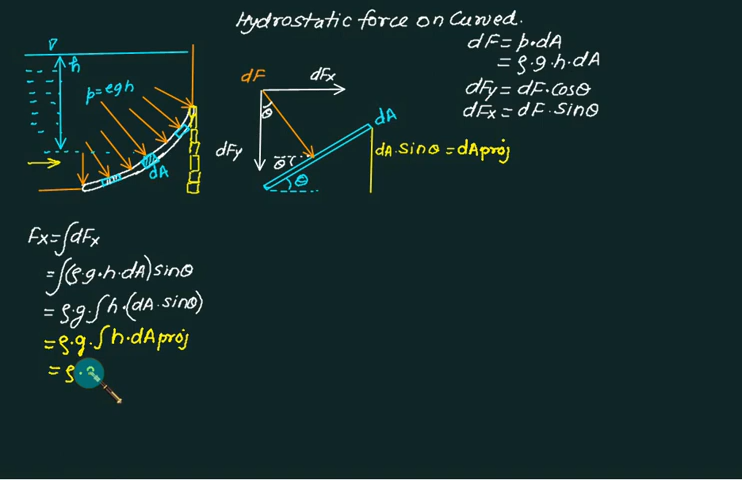 Hydrostatic force on Curved.
h
p=ρgh
dA
dF
dFx
θ
dFy
θ
dA
dA.sinθ=dAproj
dF = p·dA
= ρ·g·h·dA
dFy = dF·cosθ
dFx = dF·sinθ
Fx=∫dFx
=∫(ρ·g·h·dA)sinθ
= ρ·g·∫h·(dA·sinθ)
= ρ·g·∫h·dAproj
= ρ·